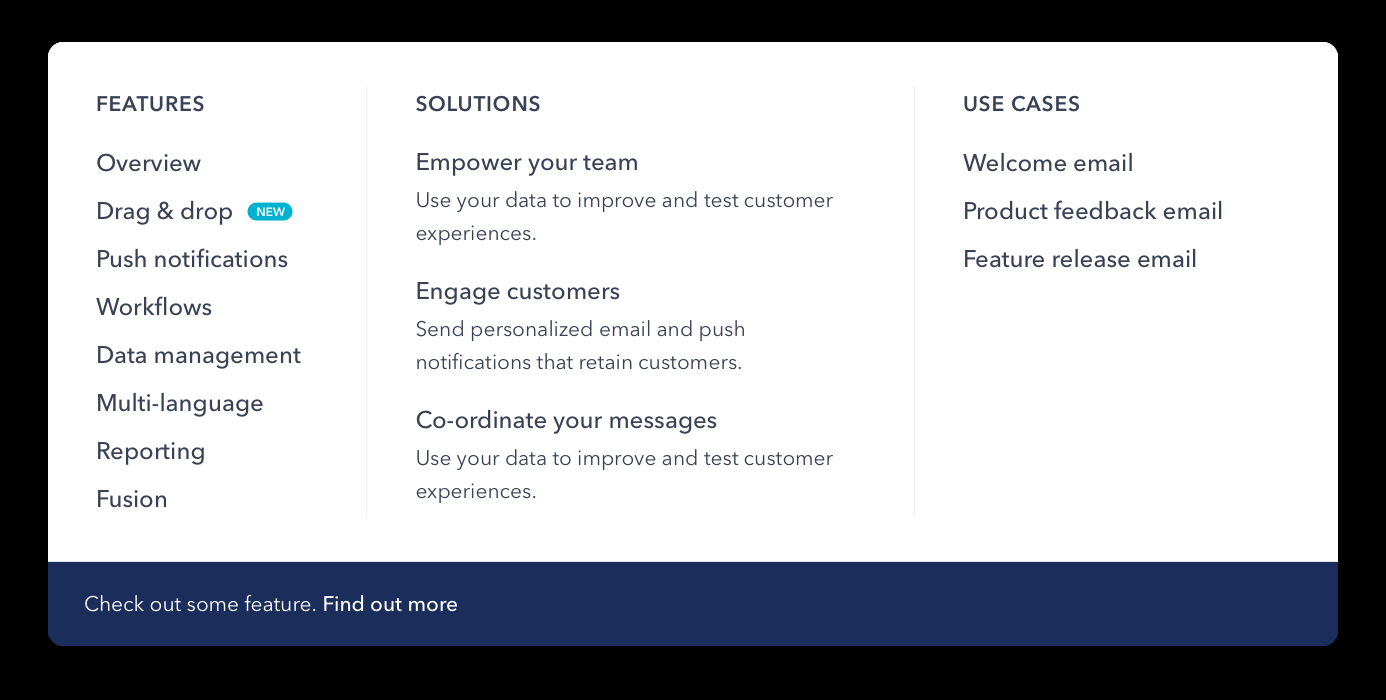 FEATURES
Overview
Drag & drop NEW
Push notifications
Workflows
Data management
Multi-language
Reporting
Fusion
SOLUTIONS
Empower your team
Use your data to improve and test customer
experiences.
Engage customers
Send personalized email and push
notifications that retain customers.
Co-ordinate your messages
Use your data to improve and test customer
experiences.
USE CASES
Welcome email
Product feedback email
Feature release email
Check out some feature. Find out more